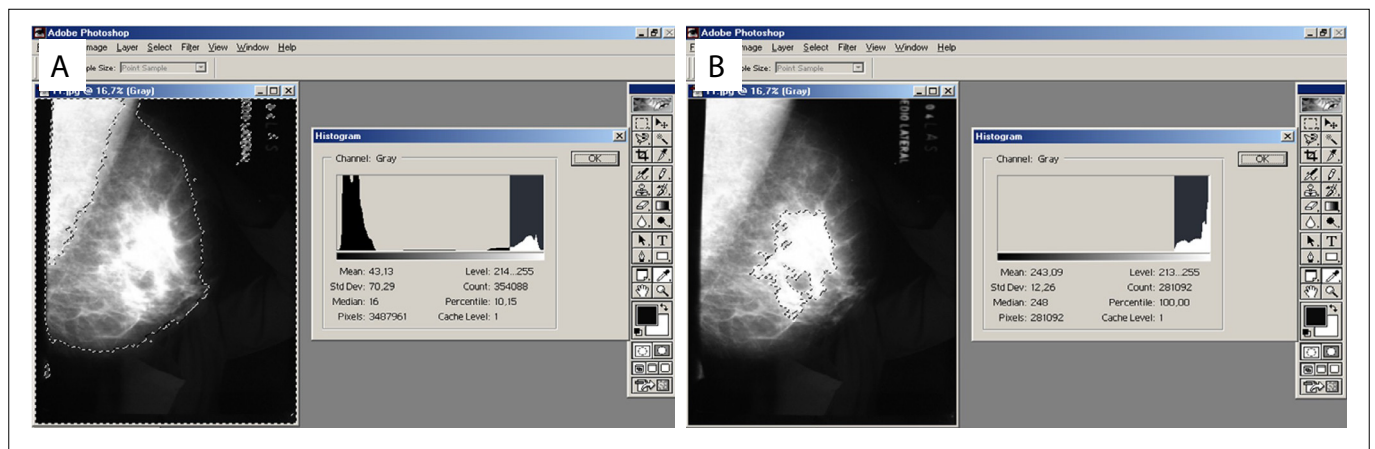 A
Adobe Photoshop
mage Layer Select Filter View Window Help
ple Size: Point Sample
@ 16,7% (Gray)
Histogram
Channel: Gray
OK
Mean: 43,13
Level: 214...255
Std Dev: 70,29
Count: 354088
Median: 16
Percentile: 10,15
Pixels: 3487961
Cache Level: 1
B
Adobe Photoshop
mage Layer Select Filter View Window Help
ple Size: Point Sample
.jpg @ 16,7% (Gray)
MEDIO LATERAL
Histogram
Channel: Gray
OK
Mean: 243,09
Level: 213...255
Std Dev: 12,26
Count: 281092
Median: 248
Percentile: 100,00
Pixels: 281092
Cache Level: 1